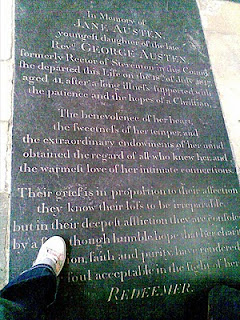 In Memory of
JANE AUSTEN,
youngest daughter of the late
Revd GEORGE AUSTEN,
formerly Rector of Steventon in this County
she departed this Life on the 18th of July 1817,
aged 41, after a long illness supported with
the patience and the hopes of a Christian.
The benevolence of her heart,
the sweetness of her temper, and
the extraordinary endowments of her mind
obtained the regard of all who knew her, and
the warmest love of her intimate connections.
Their grief is in proportion to their affection
they know their loss to be irreparable,
but in their deepest affliction they are consoled
by a firm though humble hope that her charity,
faith and purity have rendered
soul acceptable in the sight of her
REDEEMER.